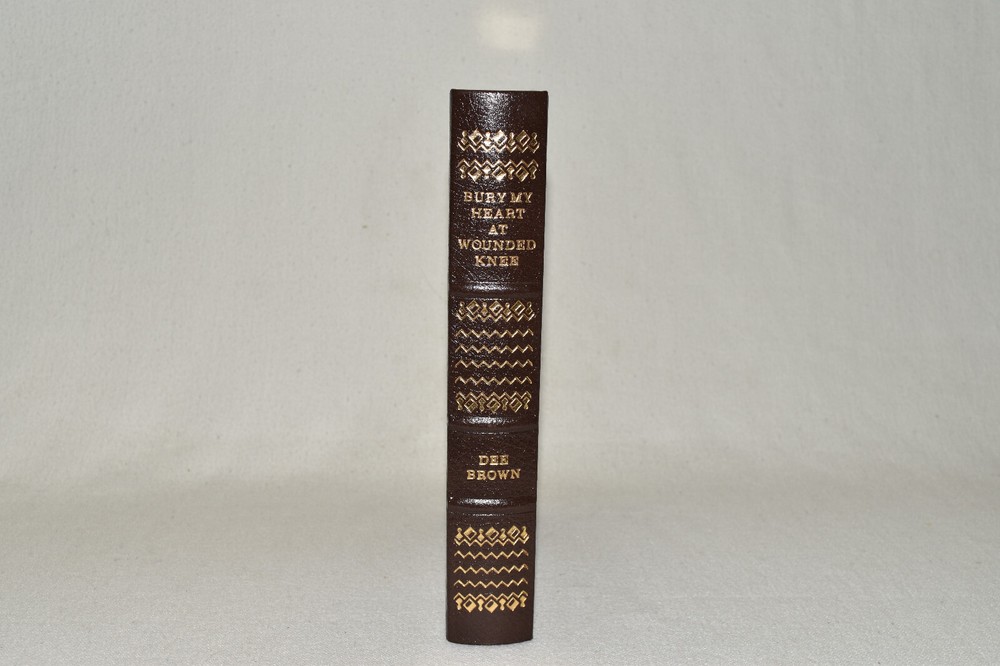 BURY MY
HEART
AT
WOUNDED
KNEE
DEE
BROWN